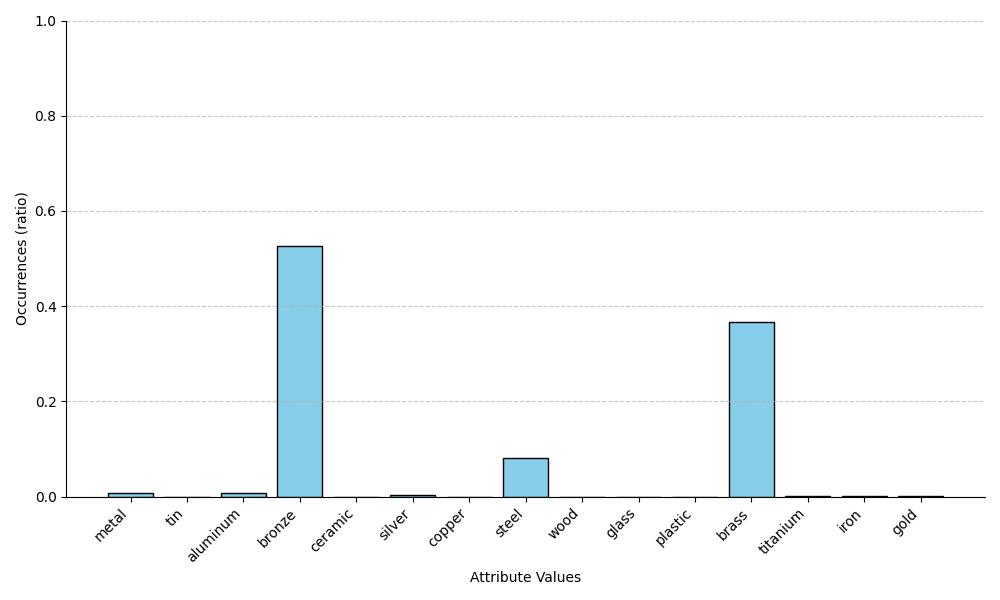 1.0
0.8
0.6
0.4
0.2
0.0
Occurrences (ratio)
metal
tin
aluminum
bronze
ceramic
silver
copper
steel
wood
glass
plastic
brass
titanium
iron
gold
Attribute Values